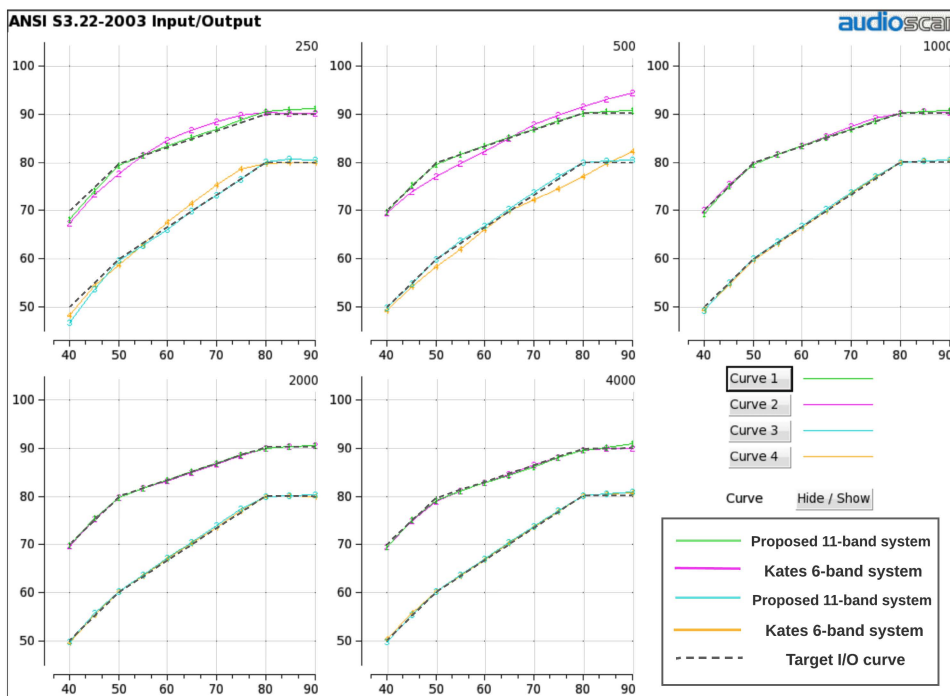 ANSI S3.22-2003 Input/Output
audioscan
250
100
90
80
70
60
50
40 50 60 70 80 90
500
100
90
80
70
60
50
40 50 60 70 80 90
1000
100
90
80
70
60
50
40 50 60 70 80 90
2000
100
90
80
70
60
50
40 50 60 70 80 90
4000
100
90
80
70
60
50
40 50 60 70 80 90
Curve 1
Curve 2
Curve 3
Curve 4
Curve Hide / Show
Proposed 11-band system
Kates 6-band system
Proposed 11-band system
Kates 6-band system
Target I/O curve